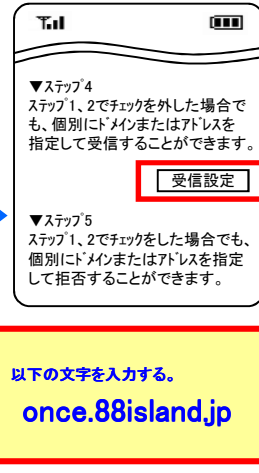 ▼ステップ4
ステップ1、2でチェックを外した場合で
も、個別にドメインまたはアドレスを
指定して受信することができます。
受信設定
▼ステップ5
ステップ1、2でチェックをした場合でも、
個別にドメインまたはアドレスを指定
して拒否することができます。
以下の文字を入力する。
once.88island.jp